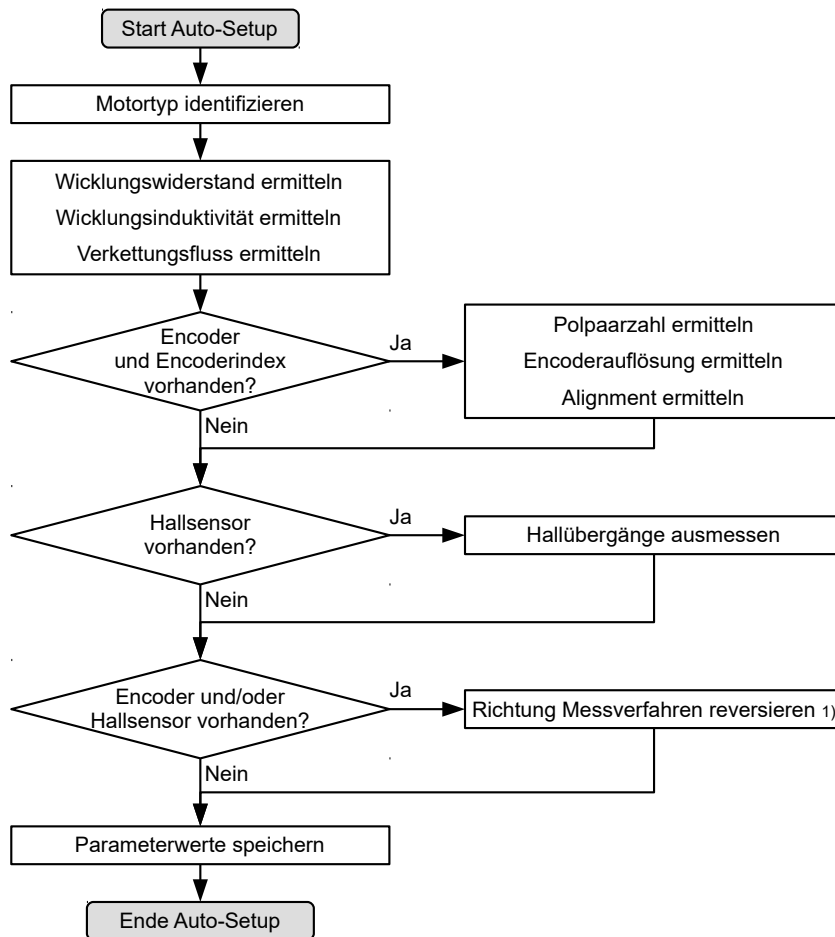 Start Auto-Setup
Motortyp identifizieren
Wicklungswiderstand ermitteln
Wicklungsinduktivität ermitteln
Verkettungsfluss ermitteln
Encoder
und Encoderindex
vorhanden?
Ja
Polpaarzahl ermitteln
Encoderauflösung ermitteln
Alignment ermitteln
Nein
Hallsensor
vorhanden?
Ja
Hallübergänge ausmessen
Nein
Encoder und/oder
Hallsensor vorhanden?
Ja
Richtung Messverfahren reversieren 1)
Nein
Parameterwerte speichern
Ende Auto-Setup